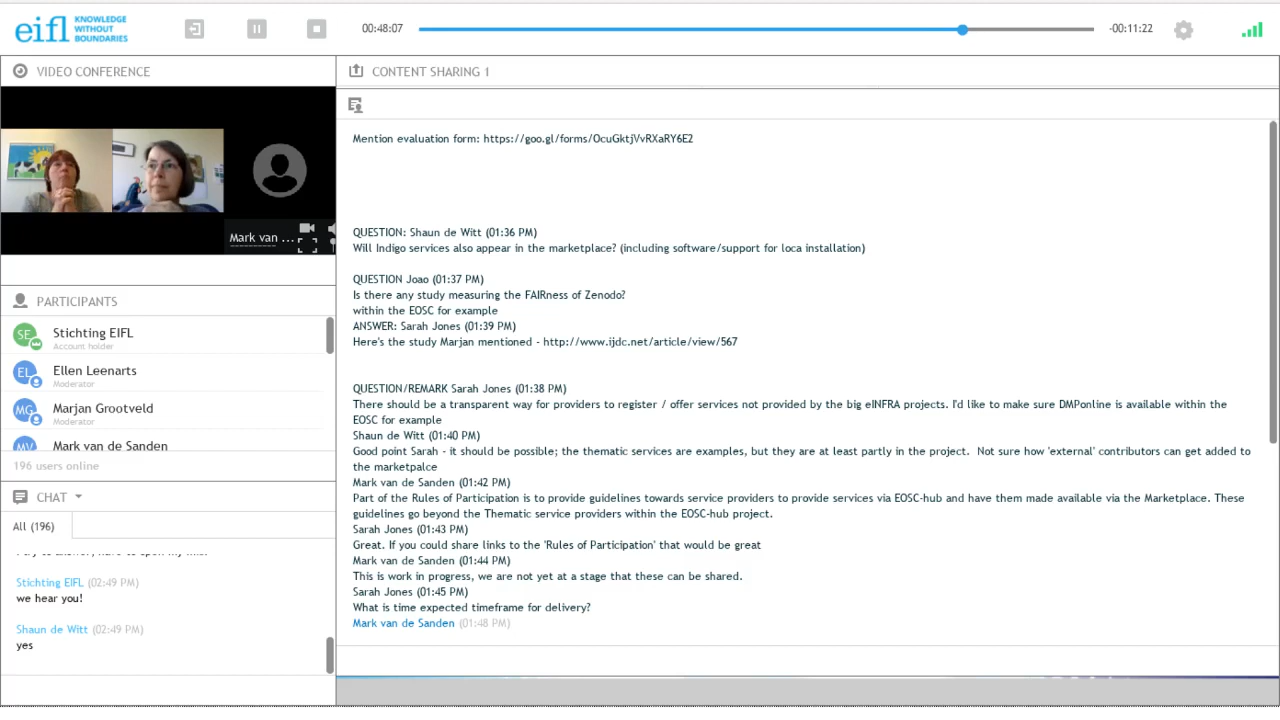 eifl KNOWLEDGE
WITHOUT
BOUNDARIES
00:48:07
-00:11:22
VIDEO CONFERENCE
Mark van ...
PARTICIPANTS
SE
Stichting EIFL
Account holder
EL
Ellen Leenarts
Moderator
MG
Marjan Grootveld
Moderator
MV
Mark van de Sanden
196 users online
CHAT
All (196)
Stichting EIFL (02:49 PM)
we hear you!
Shaun de Witt (02:49 PM)
yes
CONTENT SHARING 1
Mention evaluation form: https://goo.gl/forms/OcuGktjVvRXaRY6E2
QUESTION: Shaun de Witt (01:36 PM)
Will Indigo services also appear in the marketplace? (including software/support for loca installation)
QUESTION Joao (01:37 PM)
Is there any study measuring the FAIRness of Zenodo?
within the EOSC for example
ANSWER: Sarah Jones (01:39 PM)
Here's the study Marjan mentioned - http://www.ijdc.net/article/view/567
QUESTION/REMARK Sarah Jones (01:38 PM)
There should be a transparent way for providers to register / offer services not provided by the big eINFRA projects. I'd like to make sure DMPonline is available within the
EOSC for example
Shaun de Witt (01:40 PM)
Good point Sarah - it should be possible; the thematic services are examples, but they are at least partly in the project.  Not sure how 'external' contributors can get added to
the marketpalce
Mark van de Sanden (01:42 PM)
Part of the Rules of Participation is to provide guidelines towards service providers to provide services via EOSC-hub and have them made available via the Marketplace. These
guidelines go beyond the Thematic service providers within the EOSC-hub project.
Sarah Jones (01:43 PM)
Great. If you could share links to the 'Rules of Participation' that would be great
Mark van de Sanden (01:44 PM)
This is work in progress, we are not yet at a stage that these can be shared.
Sarah Jones (01:45 PM)
What is time expected timeframe for delivery?
Mark van de Sanden (01:48 PM)